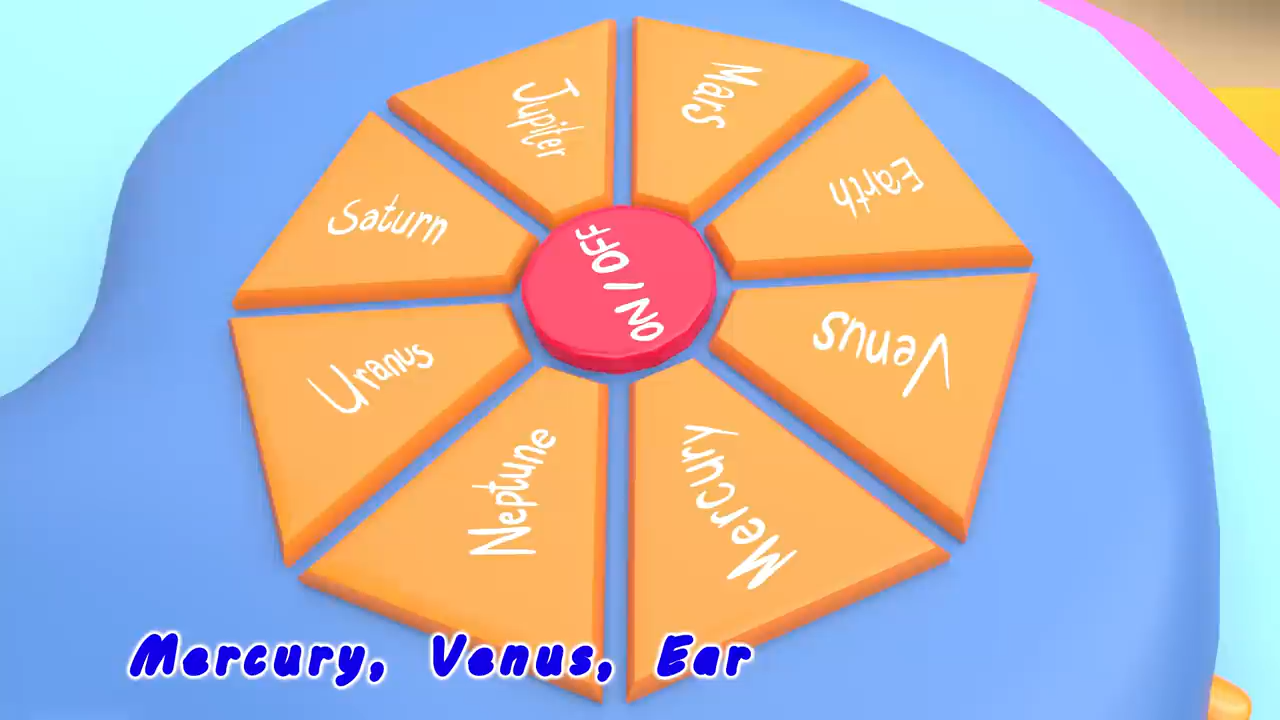 Mars
Jupiter
Earth
Saturn
ON / OFF
Venus
Uranus
Neptune
Mercury
Mercury, Venus, Ear